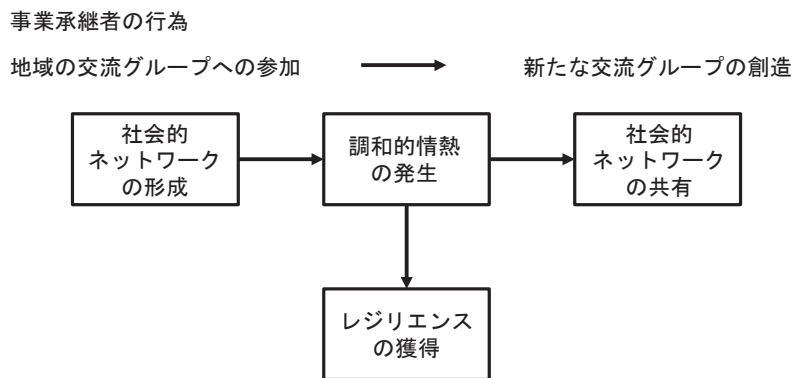 事業承継者の行為
地域の交流グループへの参加
新たな交流グループの創造
社会的
ネットワーク
の形成
調和的情熱
の発生
社会的
ネットワーク
の共有
レジリエンス
の獲得